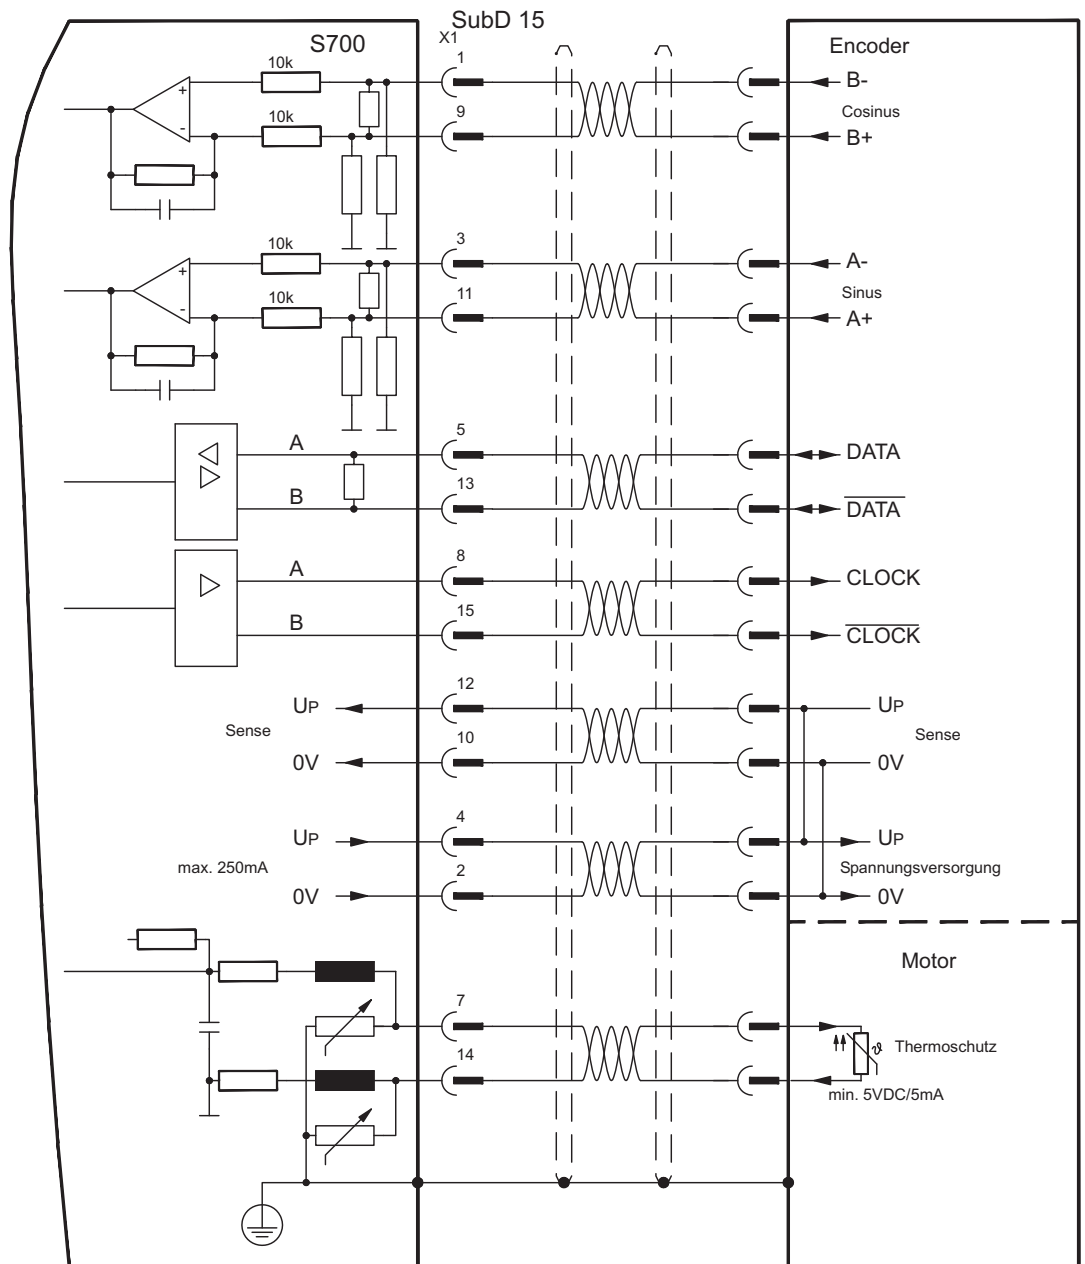 SubD 15
S700
X1
Encoder
10k
1
B-
Cosinus
10k
9
B+
+
-
10k
3
A-
Sinus
10k
11
A+
+
-
A
5
DATA
B
13
DATA
A
8
CLOCK
B
15
CLOCK
UP
12
UP
Sense
Sense
0V
10
0V
UP
4
UP
max. 250mA
Spannungsversorgung
0V
2
0V
Motor
7
ϑ
Thermoschutz
14
min. 5VDC/5mA